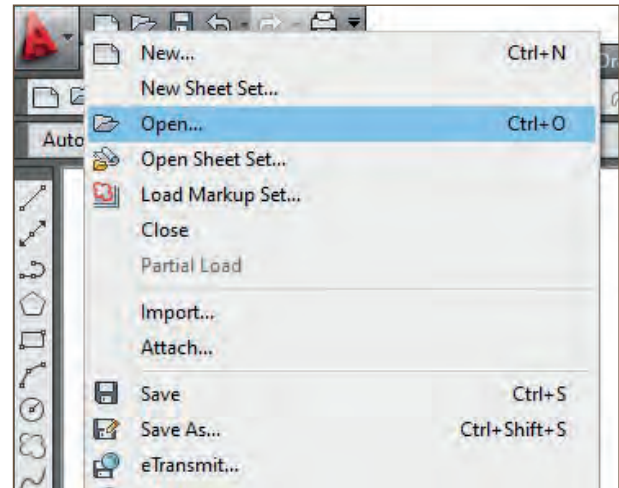 New... Ctrl+N
New Sheet Set...
Open... Ctrl+O
Auto
Open Sheet Set...
Load Markup Set...
Close
Partial Load
Import...
Attach...
Save Ctrl+S
Save As... Ctrl+Shift+S
eTransmit...